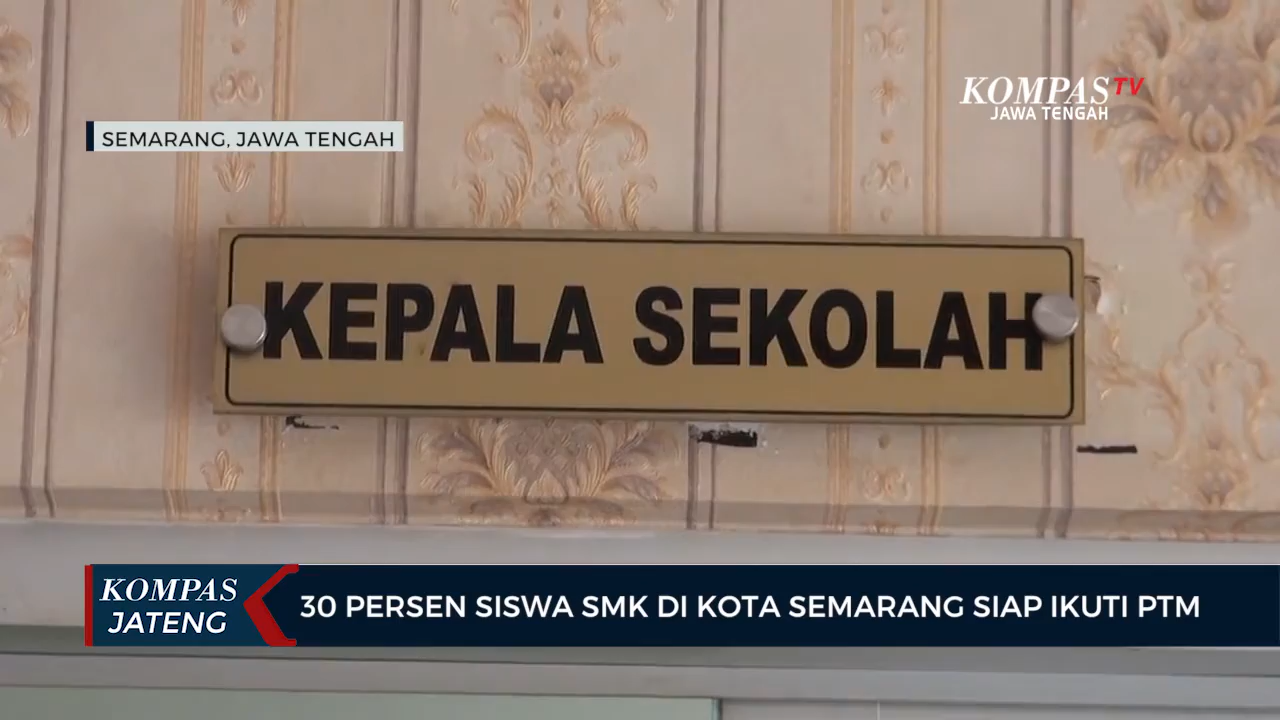 KOMPAS TV
JAWA TENGAH
SEMARANG, JAWA TENGAH
KEPALA SEKOLAH
KOMPAS
JATENG
30 PERSEN SISWA SMK DI KOTA SEMARANG SIAP IKUTI PTM